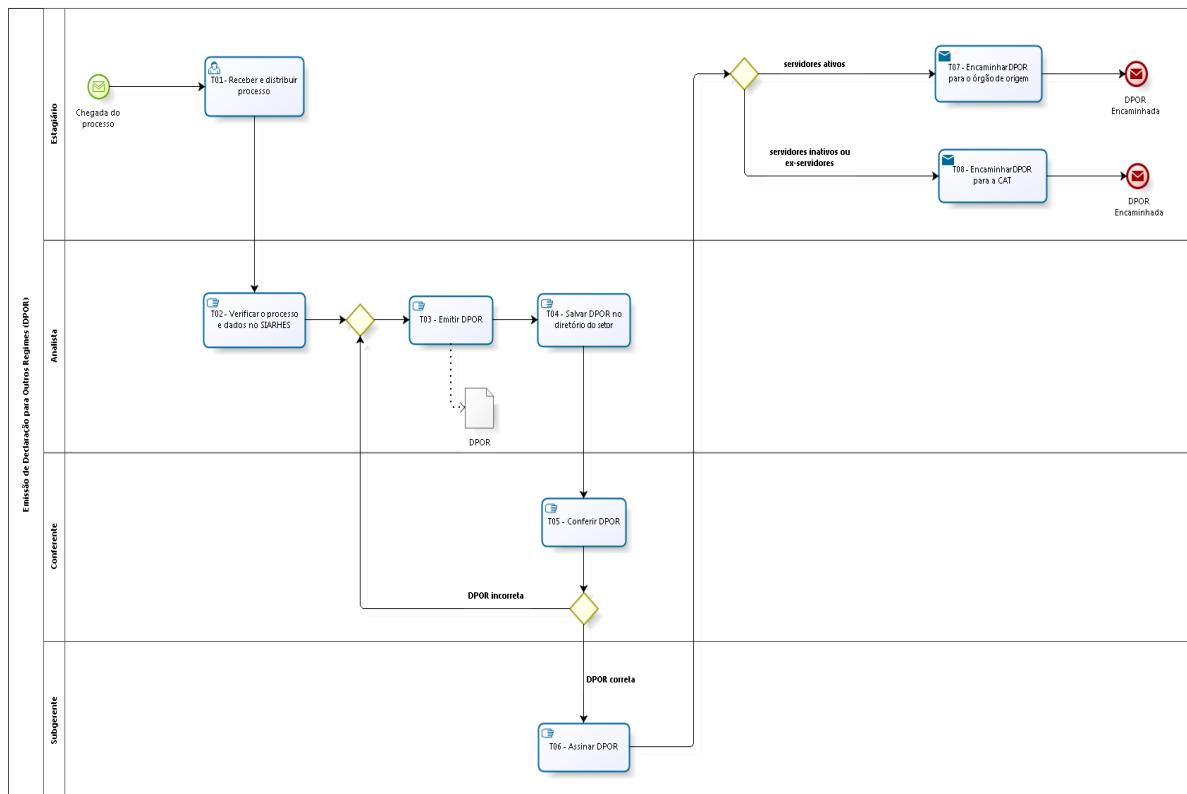 Emissão de Declaração para Outros Regimes (DPOR)
Estagiário
Chegada do
processo
T01- Receber e distribuir
processo
servidores ativos
T07 - EncaminharDPOR
para o órgão de origem
DPOR
Encaminhada
servidores inativos ou
ex-servidores
T08 - EncaminharDPOR
para a CAT
DPOR
Encaminhada
Analista
T02 - Verificar o processo
e dados no SIARHES
T03 - Emitir DPOR
T04 - Salvar DPOR no
diretório do setor
DPOR
Conferente
T05 - Conferir DPOR
DPOR incorreta
Subgerente
DPOR correta
T06 - Assinar DPOR